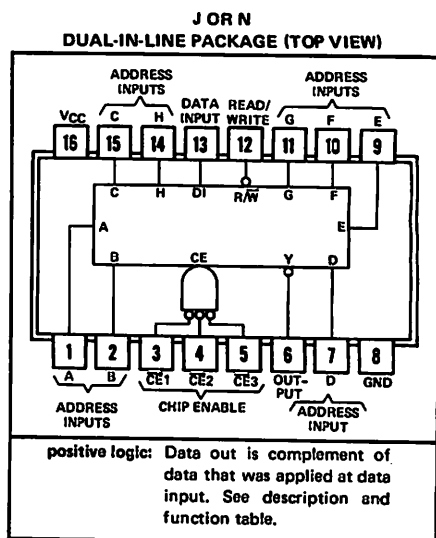 J OR N
DUAL-IN-LINE PACKAGE (TOP VIEW)
ADDRESS INPUTS
ADDRESS INPUTS
VCC C H DATA INPUT READ/WRITE G F E
16 15 14 13 12 11 10 9
C H DI R/W̅ G F
A E
B CE Y D
1 2 3 4 5 6 7 8
A B C̅E̅1 C̅E̅2 C̅E̅3 OUT-PUT D GND
ADDRESS INPUTS CHIP ENABLE ADDRESS INPUT
positive logic: Data out is complement of
data that was applied at data
input. See description and
function table.